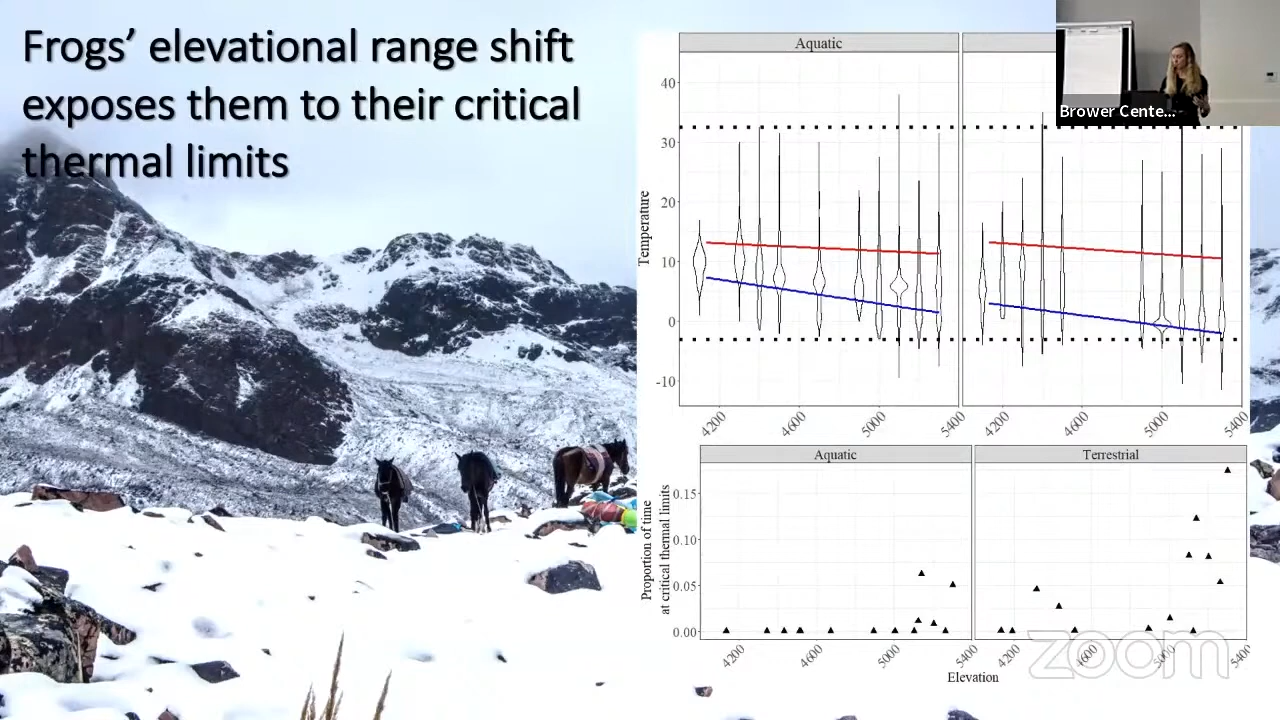 Frogs’ elevational range shift
exposes them to their critical
thermal limits
Aquatic
Brower Cente...
Temperature
40
30
20
10
0
-10
4200
4600
5000
5400
4200
4600
5000
5400
Aquatic
Terrestrial
Proportion of time
at critical thermal limits
0.15
0.10
0.05
0.00
4200
4600
5000
5400
4200
4600
5000
5400
Elevation
zoom